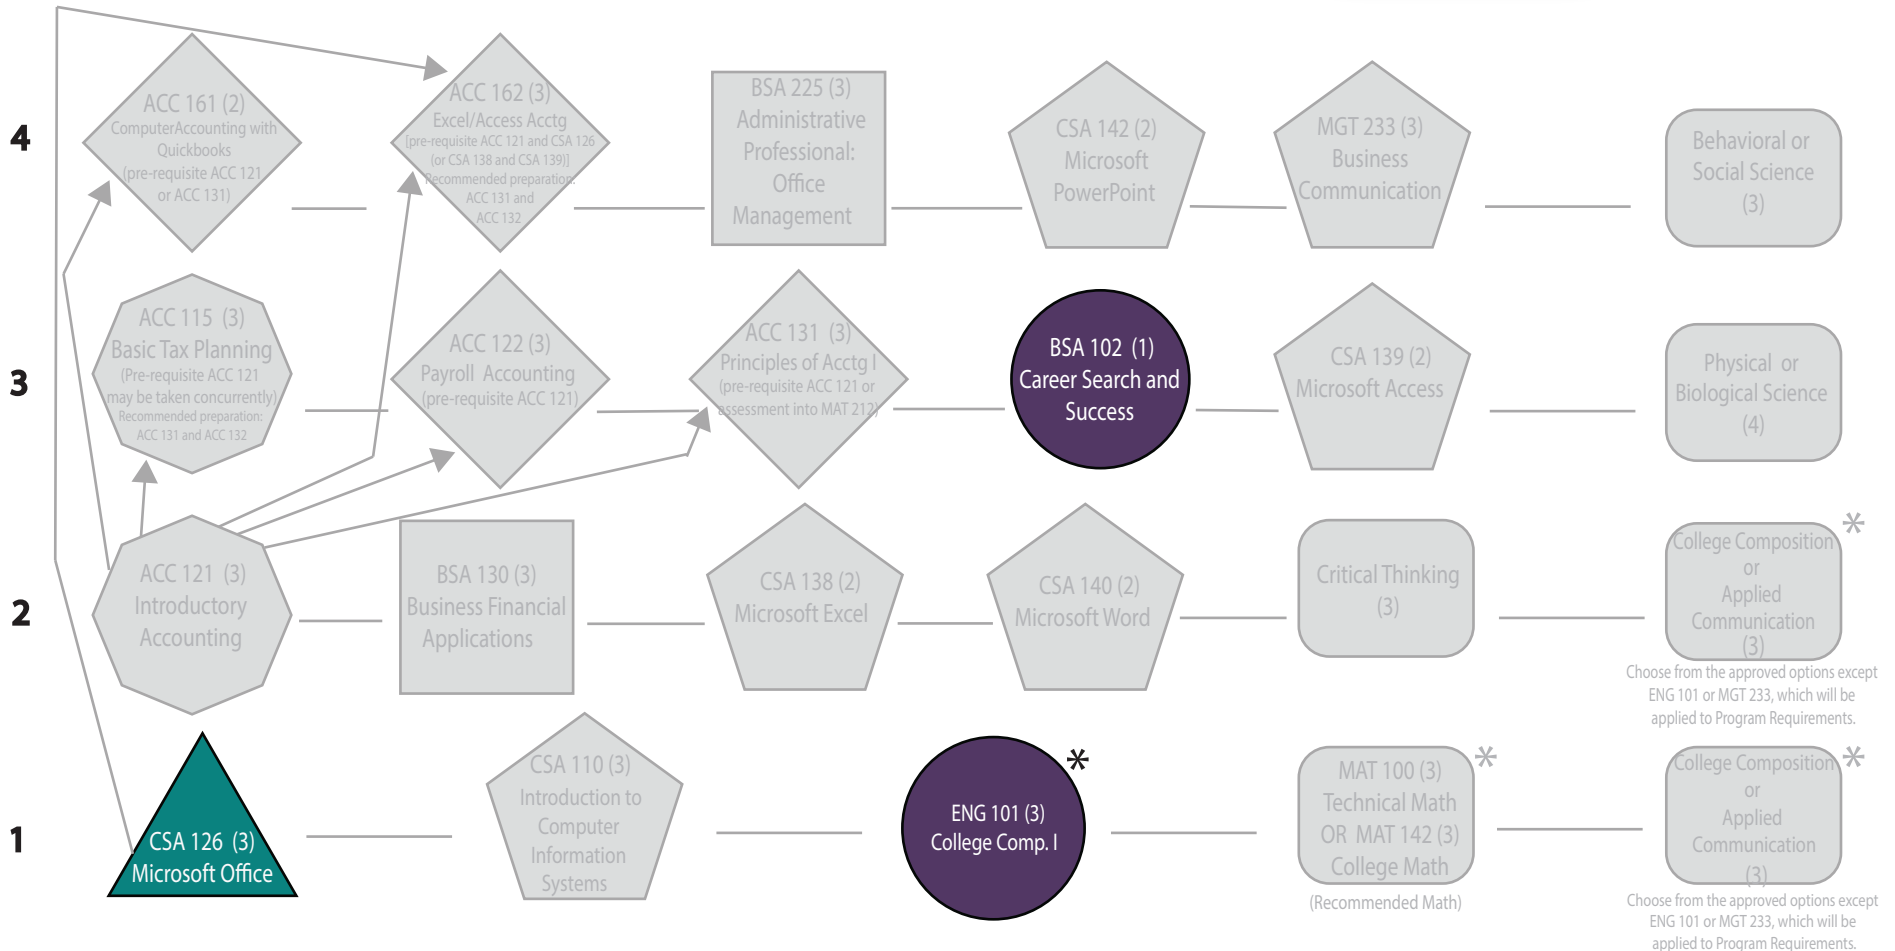 4
ACC 161 (2)
ComputerAccounting with
Quickbooks
(pre-requisite ACC 121
or ACC 131)
ACC 162 (3)
Excel/Access Acctg
[pre-requisite ACC 121 and CSA 126
(or CSA 138 and CSA 139)]
Recommended preparation:
ACC 131 and
ACC 132
BSA 225 (3)
Administrative
Professional:
Office
Management
CSA 142 (2)
Microsoft
PowerPoint
MGT 233 (3)
Business
Communication
Behavioral or
Social Science
(3)
3
ACC 115 (3)
Basic Tax Planning
(Pre-requisite ACC 121
may be taken concurrently)
Recommended preparation:
ACC 131 and ACC 132
ACC 122 (3)
Payroll Accounting
(pre-requisite ACC 121)
ACC 131 (3)
Principles of Acctg I
(pre-requisite ACC 121 or
assessment into MAT 212)
BSA 102 (1)
Career Search and
Success
CSA 139 (2)
Microsoft Access
Physical or
Biological Science
(4)
2
ACC 121 (3)
Introductory
Accounting
BSA 130 (3)
Business Financial
Applications
CSA 138 (2)
Microsoft Excel
CSA 140 (2)
Microsoft Word
Critical Thinking
(3)
*
College Composition
or
Applied
Communication
(3)
Choose from the approved options except
ENG 101 or MGT 233, which will be
applied to Program Requirements.
1
CSA 126 (3)
Microsoft Office
CSA 110 (3)
Introduction to
Computer
Information
Systems
*
ENG 101 (3)
College Comp. I
*
MAT 100 (3)
Technical Math
OR MAT 142 (3)
College Math
(Recommended Math)
*
College Composition
or
Applied
Communication
(3)
Choose from the approved options except
ENG 101 or MGT 233, which will be
applied to Program Requirements.